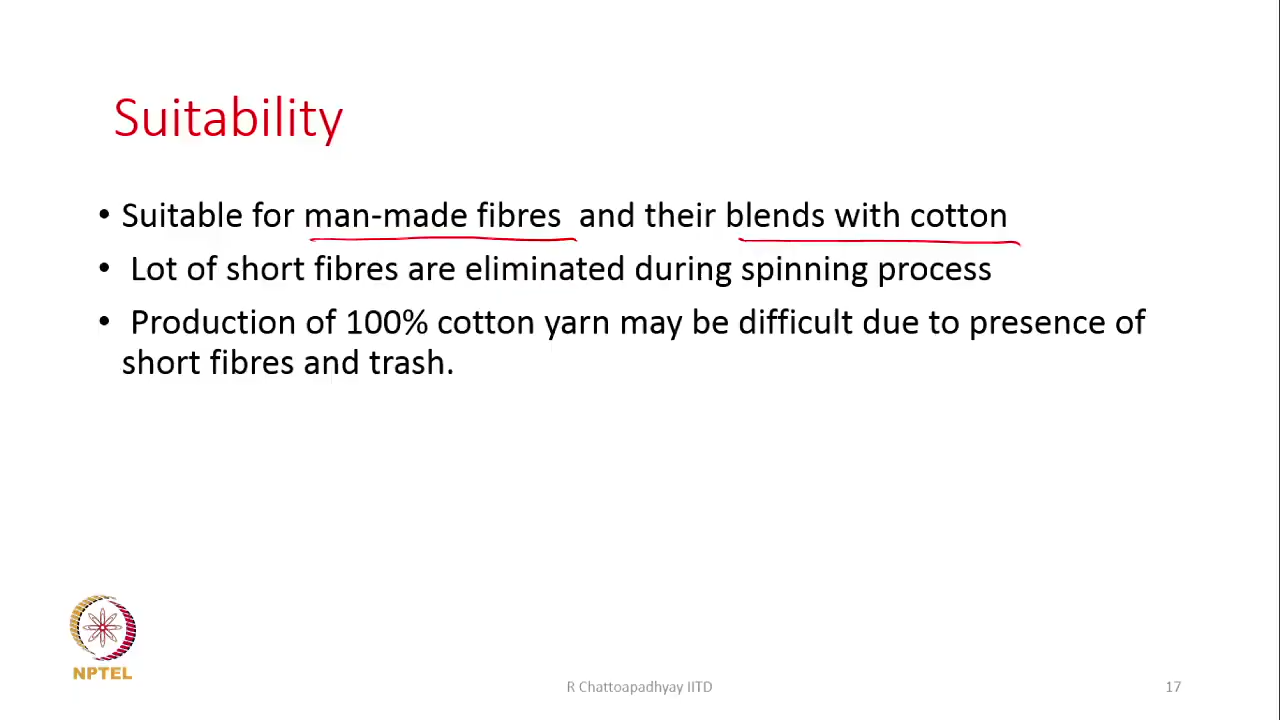 Suitability
• Suitable for man-made fibres and their blends with cotton
• Lot of short fibres are eliminated during spinning process
• Production of 100% cotton yarn may be difficult due to presence of
short fibres and trash.
NPTEL
R Chattoapadhyay IITD
17